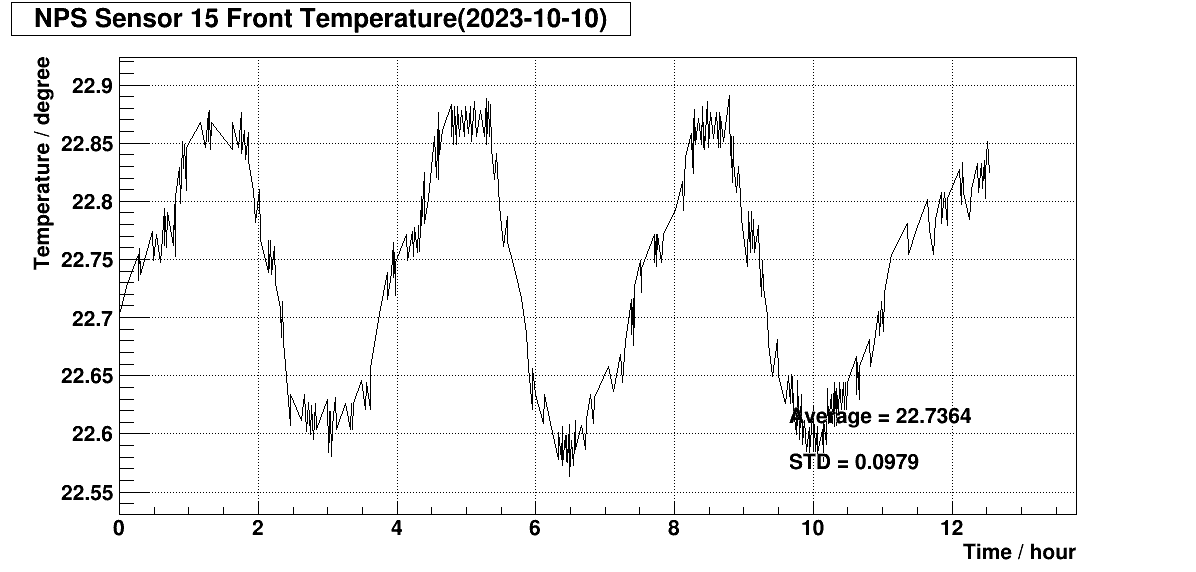 NPS Sensor 15 Front Temperature(2023-10-10)
Temperature / degree
22.9
22.85
22.8
22.75
22.7
22.65
22.6
22.55
Average = 22.7364
STD = 0.0979
0 2 4 6 8 10 12
Time / hour